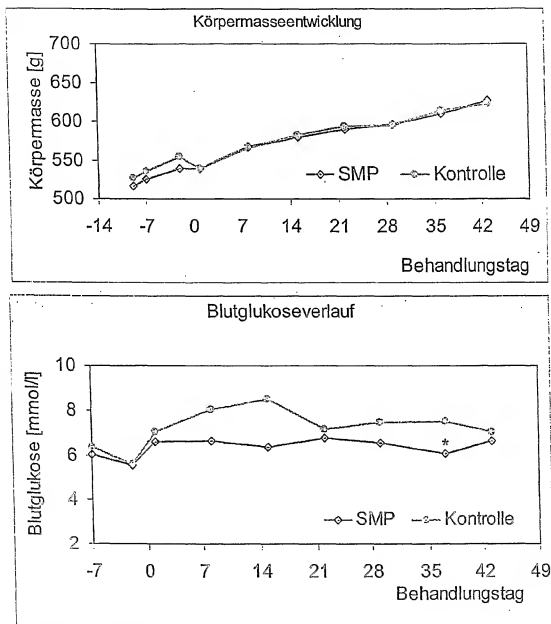 Körpermasseentwicklung
Körpermasse [g]
700
650
600
550
500
SMP Kontrolle
-14 -7 0 7 14 21 28 35 42 49
Behandlungstag
Blutglukoseverlauf
Blutglukose [mmol/l]
10
8
6
4
2
*
SMP Kontrolle
-7 0 7 14 21 28 35 42 49
Behandlungstag